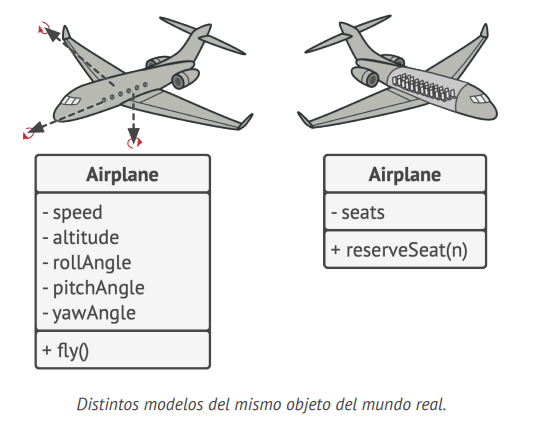 Airplane
- speed
- altitude
- rollAngle
- pitchAngle
- yawAngle
+ fly()
Airplane
- seats
+ reserveSeat(n)
Distintos modelos del mismo objeto del mundo real.